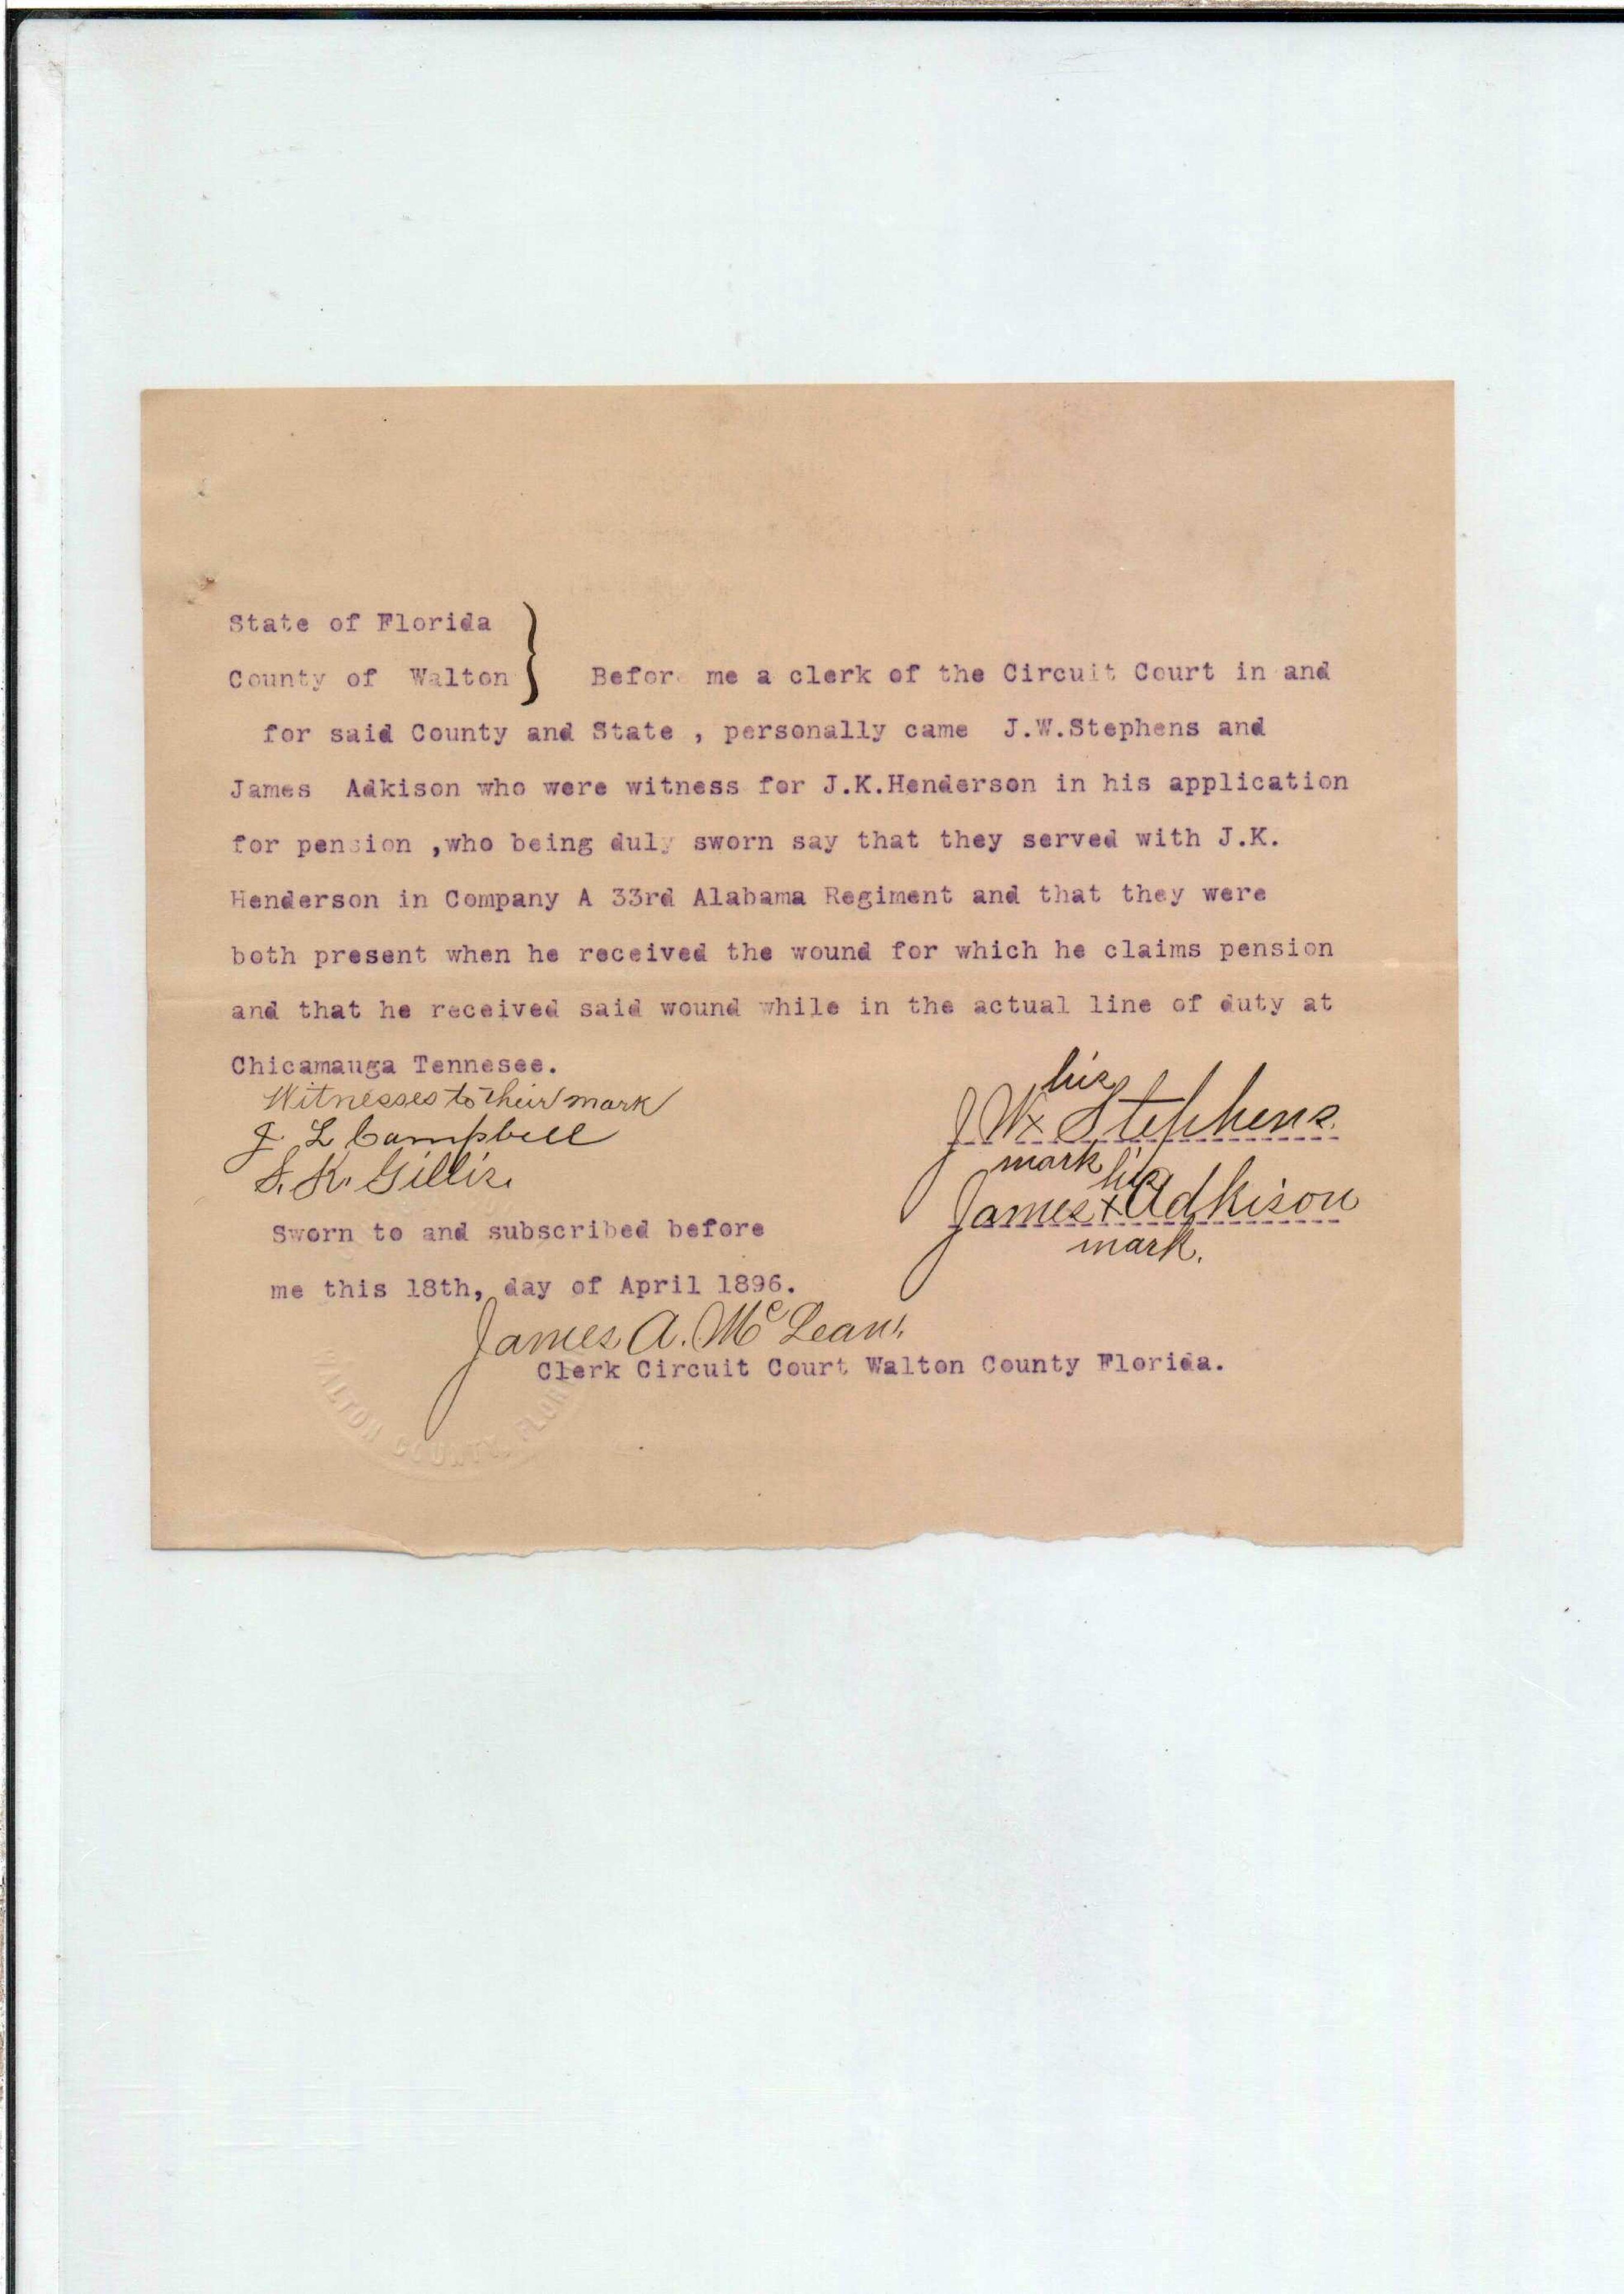 State of Florida }
County of Walton } Before me a clerk of the Circuit Court in and
for said County and State , personally came J.W.Stephens and
James Adkison who were witness for J.K.Henderson in his application
for pension ,who being duly sworn say that they served with J.K.
Henderson in Company A 33rd Alabama Regiment and that they were
both present when he received the wound for which he claims pension
and that he received said wound while in the actual line of duty at
Chicamauga Tennesee.
Witnesses to their mark
J L Campbell
S. K. Gillis.
his
J W x Stephens.
mark
his
James x Adkison
mark.
Sworn to and subscribed before
me this 18th, day of April 1896.
James A. McLean.
Clerk Circuit Court Walton County Florida.
WALTON COUNTY, FLORI